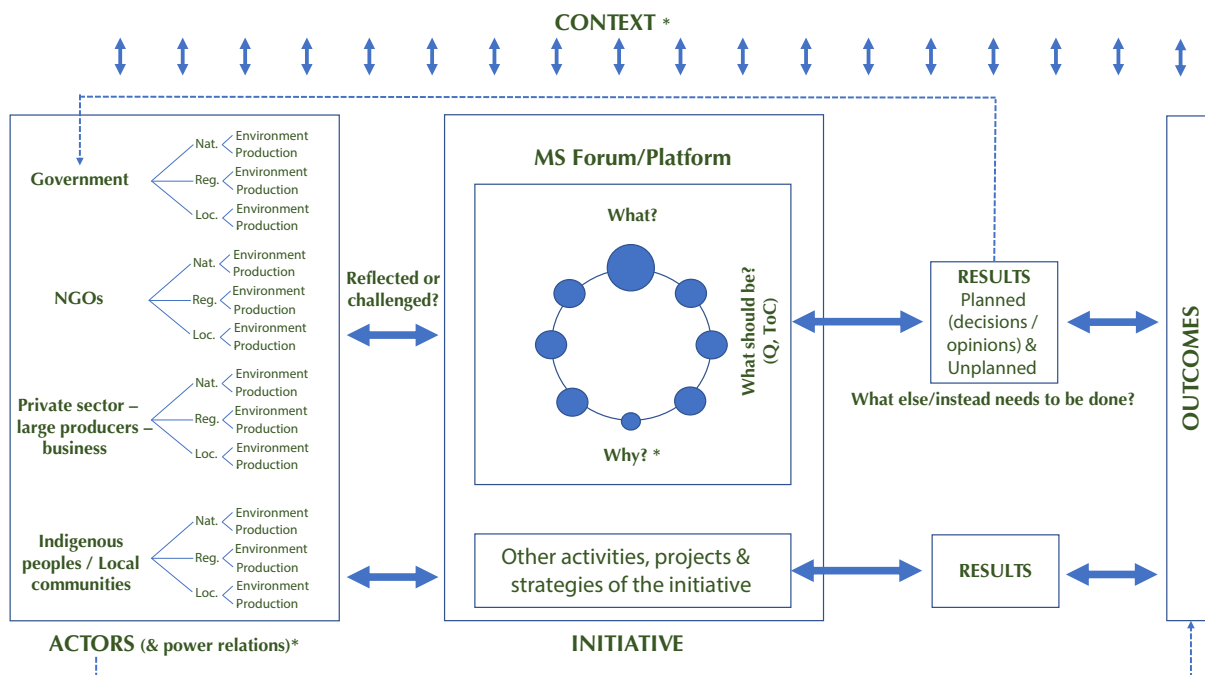 CONTEXT *
Government
Nat.
Environment
Production
Reg.
Environment
Production
Loc.
Environment
Production
NGOs
Nat.
Environment
Production
Reg.
Environment
Production
Loc.
Environment
Production
Private sector –
large producers –
business
Nat.
Environment
Production
Reg.
Environment
Production
Loc.
Environment
Production
Indigenous
peoples / Local
communities
Nat.
Environment
Production
Reg.
Environment
Production
Loc.
Environment
Production
ACTORS (& power relations)*
Reflected or
challenged?
MS Forum/Platform
What?
What should be?
(Q, ToC)
Why? *
Other activities, projects &
strategies of the initiative
INITIATIVE
RESULTS
Planned
(decisions /
opinions) &
Unplanned
What else/instead needs to be done?
RESULTS
OUTCOMES